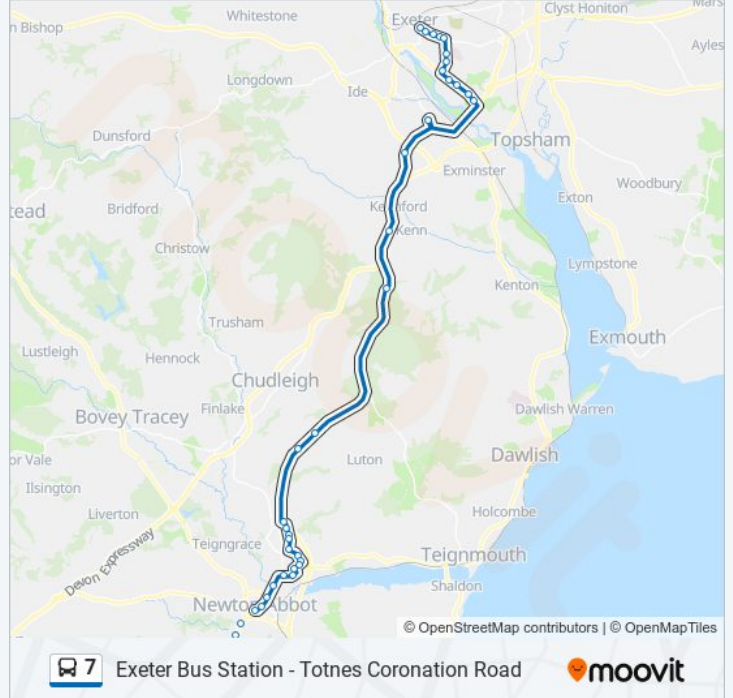 Whitestone
Clyst Honiton
Mars
Exeter
n Bishop
Ayles
Longdown
Ide
Dunsford
Topsham
Exminster
Woodbury
Exton
tead
Bridford
Kenn
Christow
Lympstone
Kenton
Trusham
Exmouth
Lustleigh
Hennock
Chudleigh
Finlake
Dawlish Warren
Bovey Tracey
or Vale
Luton
Dawlish
Ilsington
Liverton
Holcombe
Teigngrace
Teignmouth
Devon Expressway
Shaldon
Newton Abbot
© OpenStreetMap contributors | © OpenMapTiles
7 Exeter Bus Station - Totnes Coronation Road
moovit